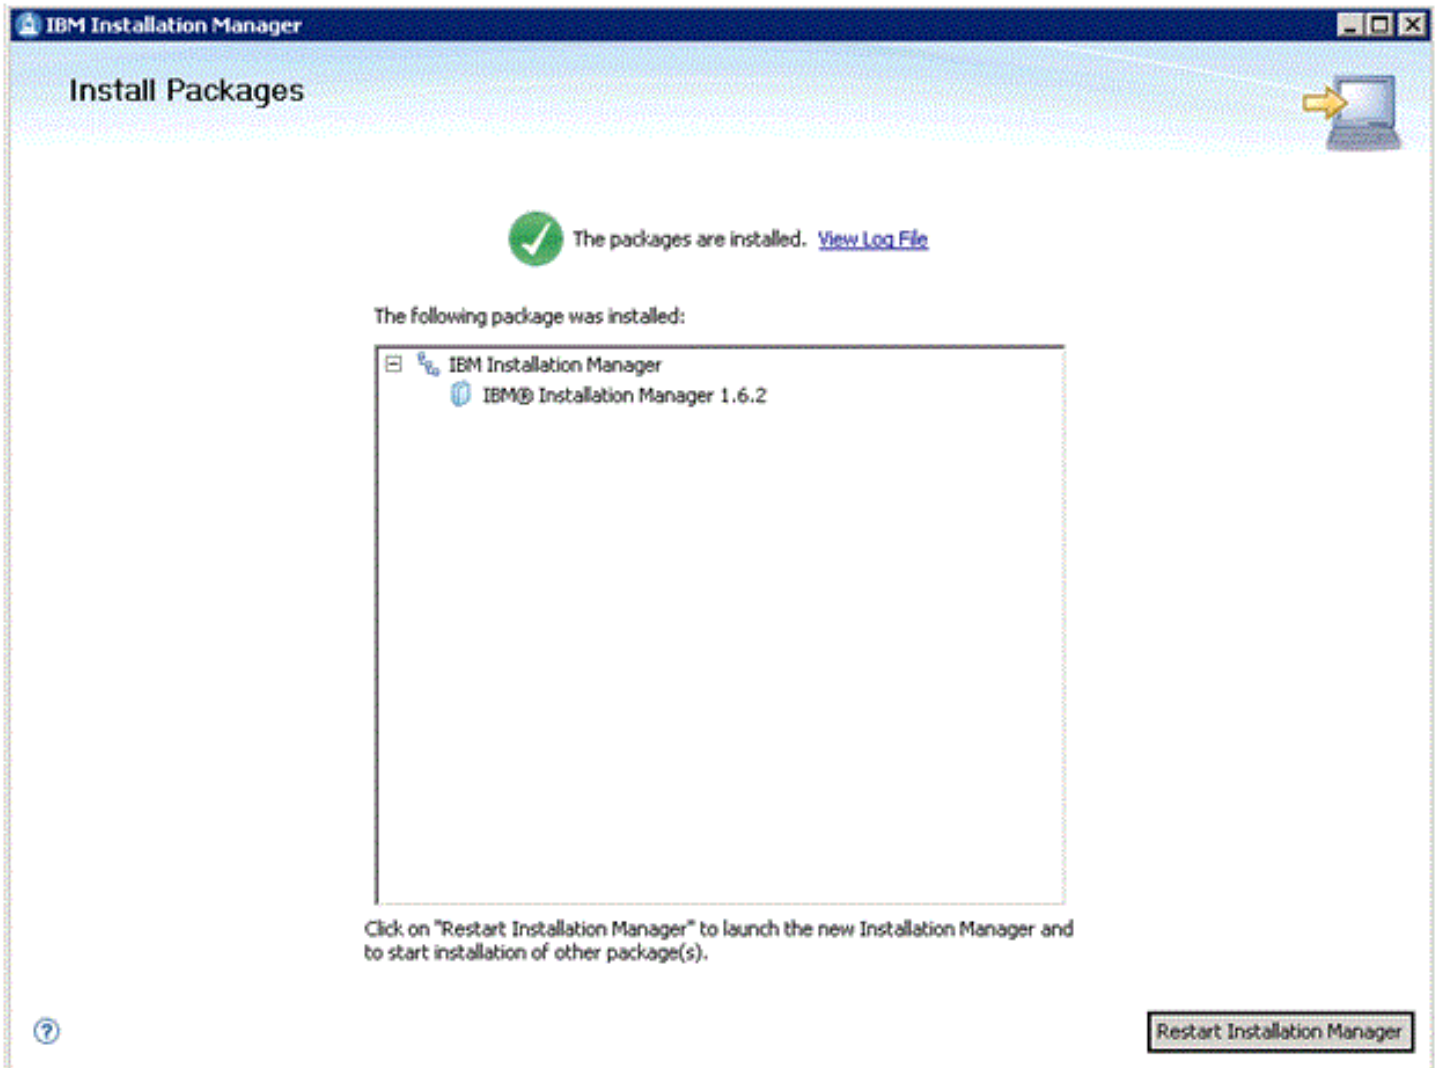 IBM Installation Manager
Install Packages
The packages are installed. View Log File
The following package was installed:
IBM Installation Manager
IBM® Installation Manager 1.6.2
Click on "Restart Installation Manager" to launch the new Installation Manager and
to start installation of other package(s).
?
Restart Installation Manager